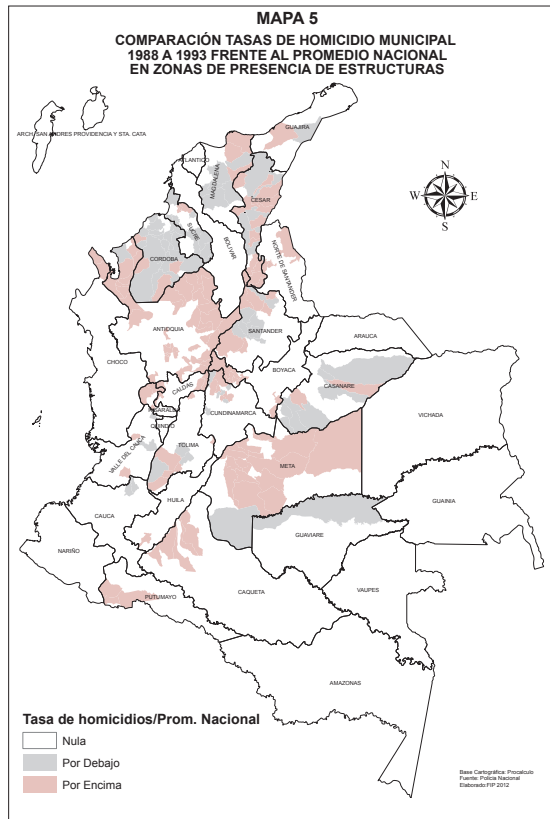 MAPA 5
COMPARACIÓN TASAS DE HOMICIDIO MUNICIPAL
1988 A 1993 FRENTE AL PROMEDIO NACIONAL
EN ZONAS DE PRESENCIA DE ESTRUCTURAS
ARCH. SAN ANDRES PROVIDENCIA Y STA. CATA
GUAJIRA
ATLANTICO
MAGDALENA
CESAR
N
W
E
S
SUCRE
BOLIVAR
NORTE DE SANTANDER
CORDOBA
ANTIOQUIA
SANTANDER
ARAUCA
CHOCO
BOYACA
CALDAS
CASANARE
RISARALDA
CUNDINAMARCA
VICHADA
QUINDIO
TOLIMA
VALLE DEL CAUCA
META
HUILA
GUAINIA
CAUCA
GUAVIARE
NARIÑO
CAQUETA
VAUPES
PUTUMAYO
AMAZONAS
Tasa de homicidios/Prom. Nacional
Nula
Por Debajo
Por Encima
Base Cartográfica: Procalculo
Fuente: Policía Nacional
Elaborado:FIP 2012